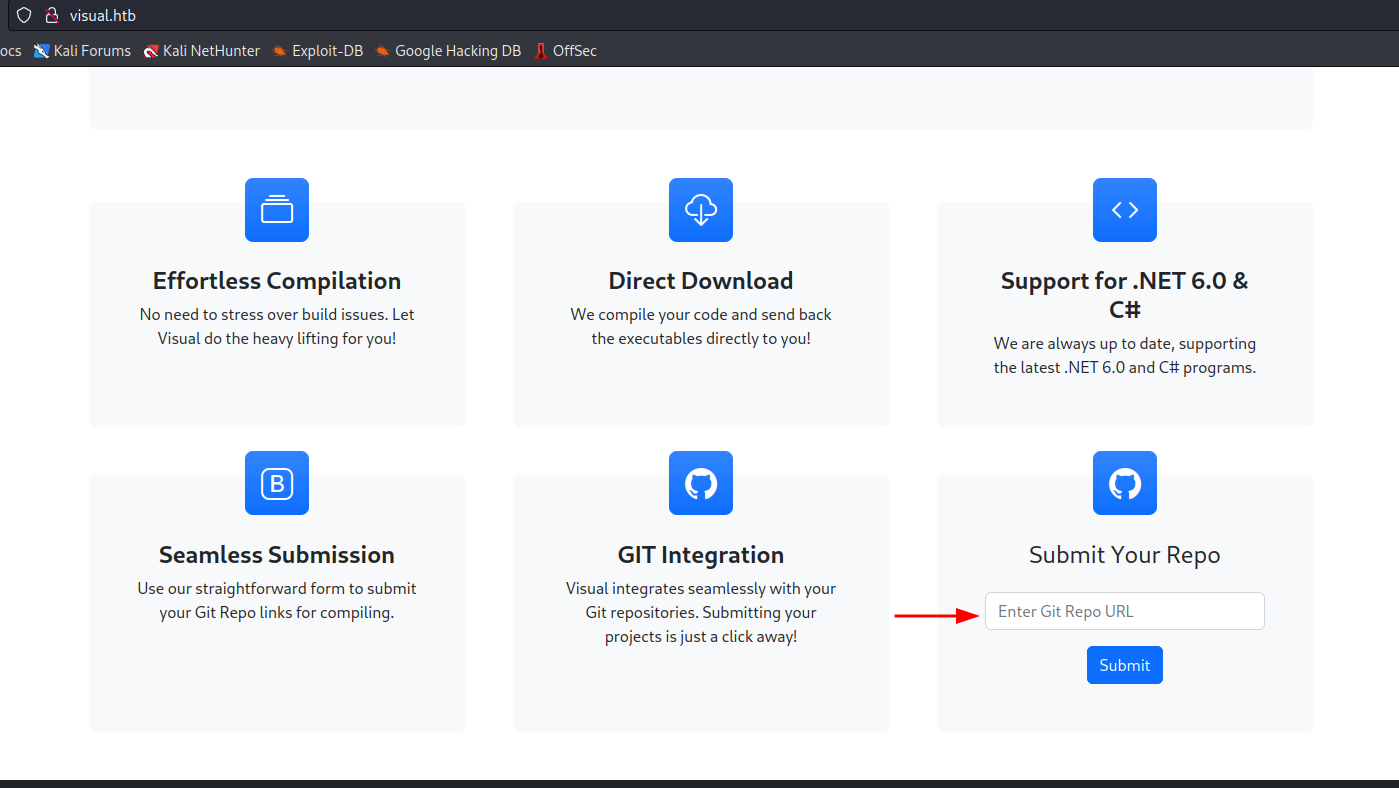 visual.htb
ocs Kali Forums Kali NetHunter Exploit-DB Google Hacking DB OffSec
Effortless Compilation
No need to stress over build issues. Let
Visual do the heavy lifting for you!
Direct Download
We compile your code and send back
the executables directly to you!
Support for .NET 6.0 &
C#
We are always up to date, supporting
the latest .NET 6.0 and C# programs.
B
Seamless Submission
Use our straightforward form to submit
your Git Repo links for compiling.
GIT Integration
Visual integrates seamlessly with your
Git repositories. Submitting your
projects is just a click away!
Submit Your Repo
Enter Git Repo URL
Submit